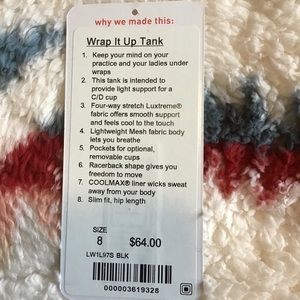 why we made this:
Wrap It Up Tank
1. Keep your mind on your
practice and your ladies under
wraps
2. This tank is intended to
provide light support for a
C/D cup
3. Four-way stretch Luxtreme®
fabric offers smooth support
and feels cool to the touch
4. Lightweight Mesh fabric body
lets you breathe
5. Pockets for optional,
removable cups
6. Racerback shape gives you
freedom to move
7. COOLMAX® liner wicks sweat
away from your body
8. Slim fit, hip length
SIZE
8 $64.00
LW1L97S BLK
000003619328